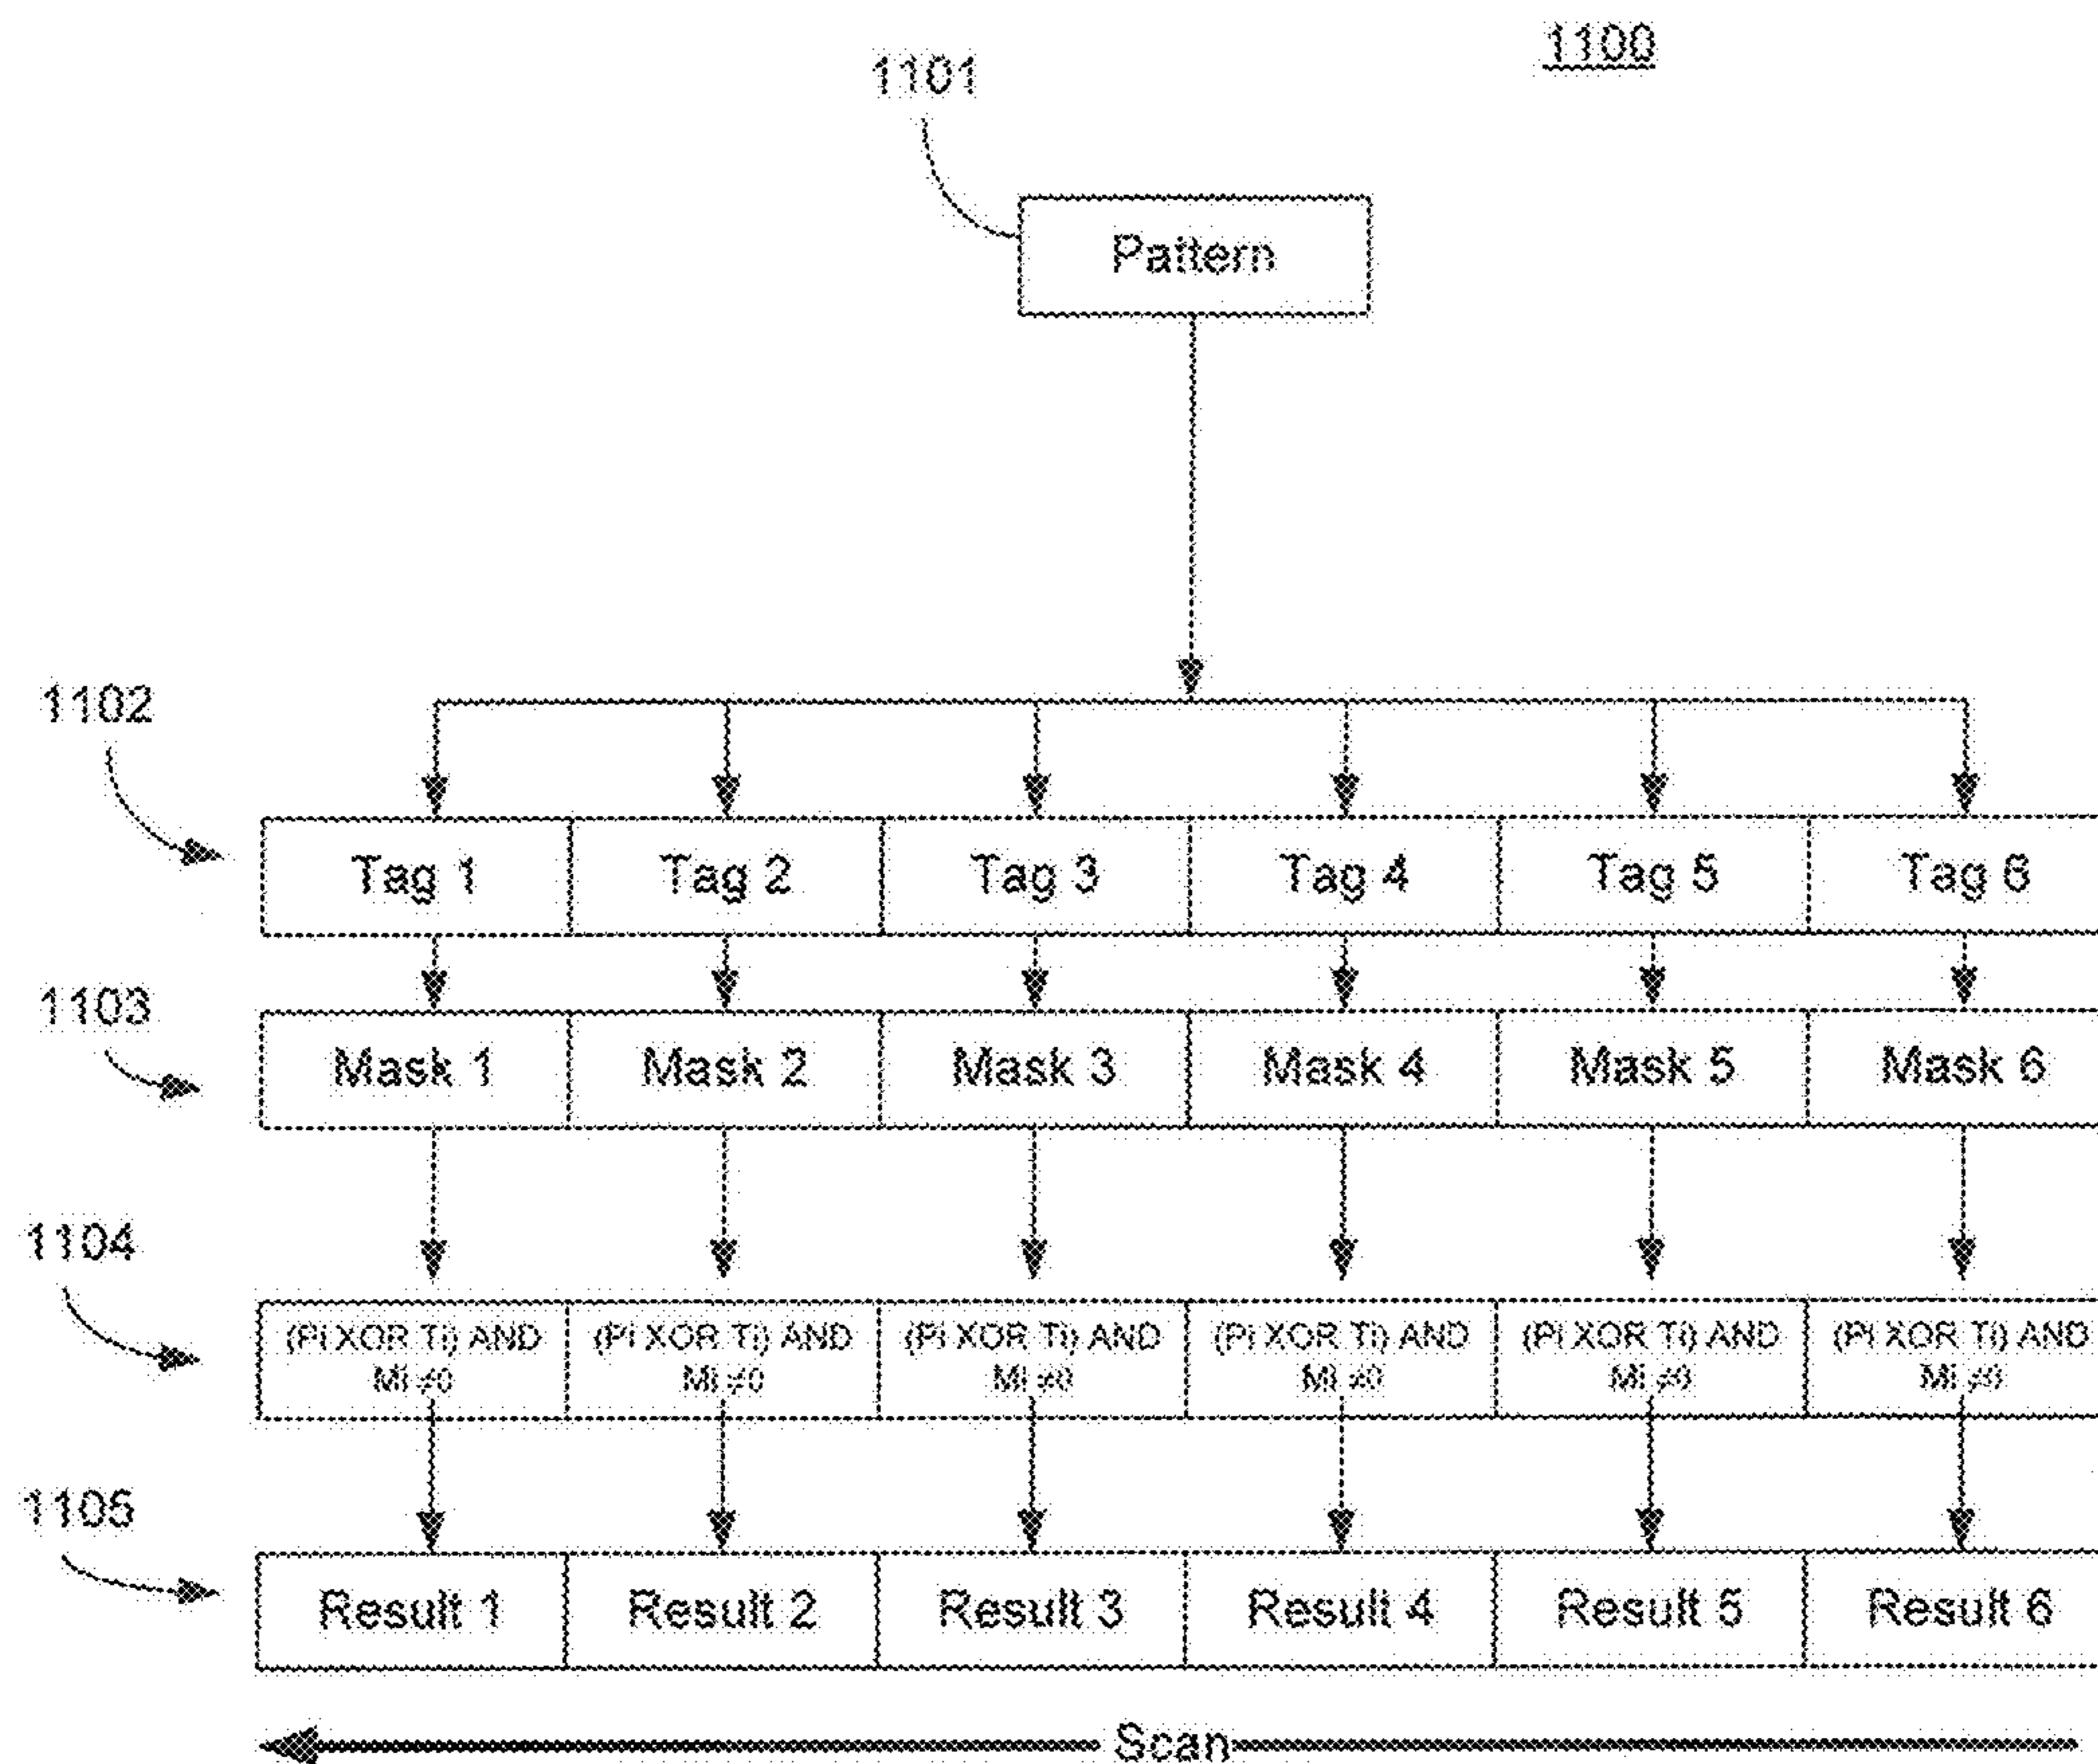 1100
1101
Pattern
1102
Tag 1 Tag 2 Tag 3 Tag 4 Tag 5 Tag 6
1103
Mask 1 Mask 2 Mask 3 Mask 4 Mask 5 Mask 6
1104
(Pi XOR Ti) AND (Pi XOR Ti) AND (Pi XOR Ti) AND (Pi XOR Ti) AND (Pi XOR Ti) AND (Pi XOR Ti) AND
Mi ≠0 Mi ≠0 Mi ≠0 Mi ≠0 Mi ≠0 Mi ≠0
1105
Result 1 Result 2 Result 3 Result 4 Result 5 Result 6
Scan